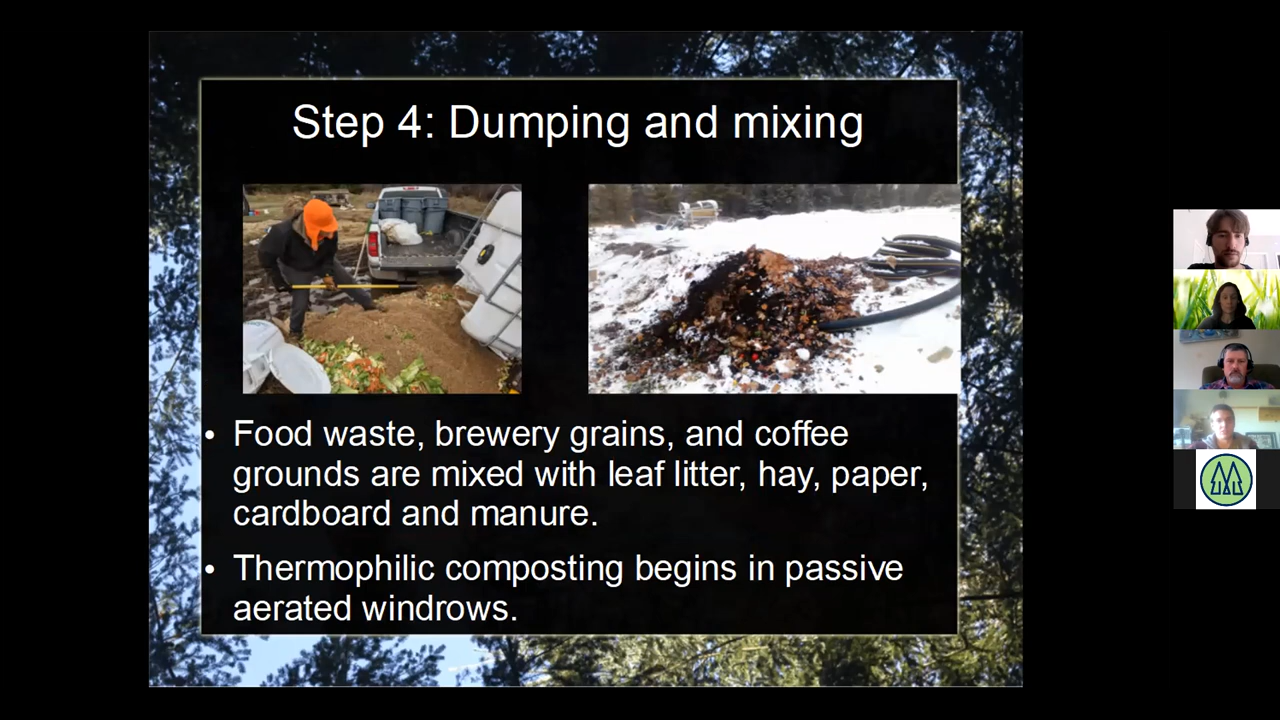 Step 4: Dumping and mixing
• Food waste, brewery grains, and coffee
grounds are mixed with leaf litter, hay, paper,
cardboard and manure.
• Thermophilic composting begins in passive
aerated windrows.